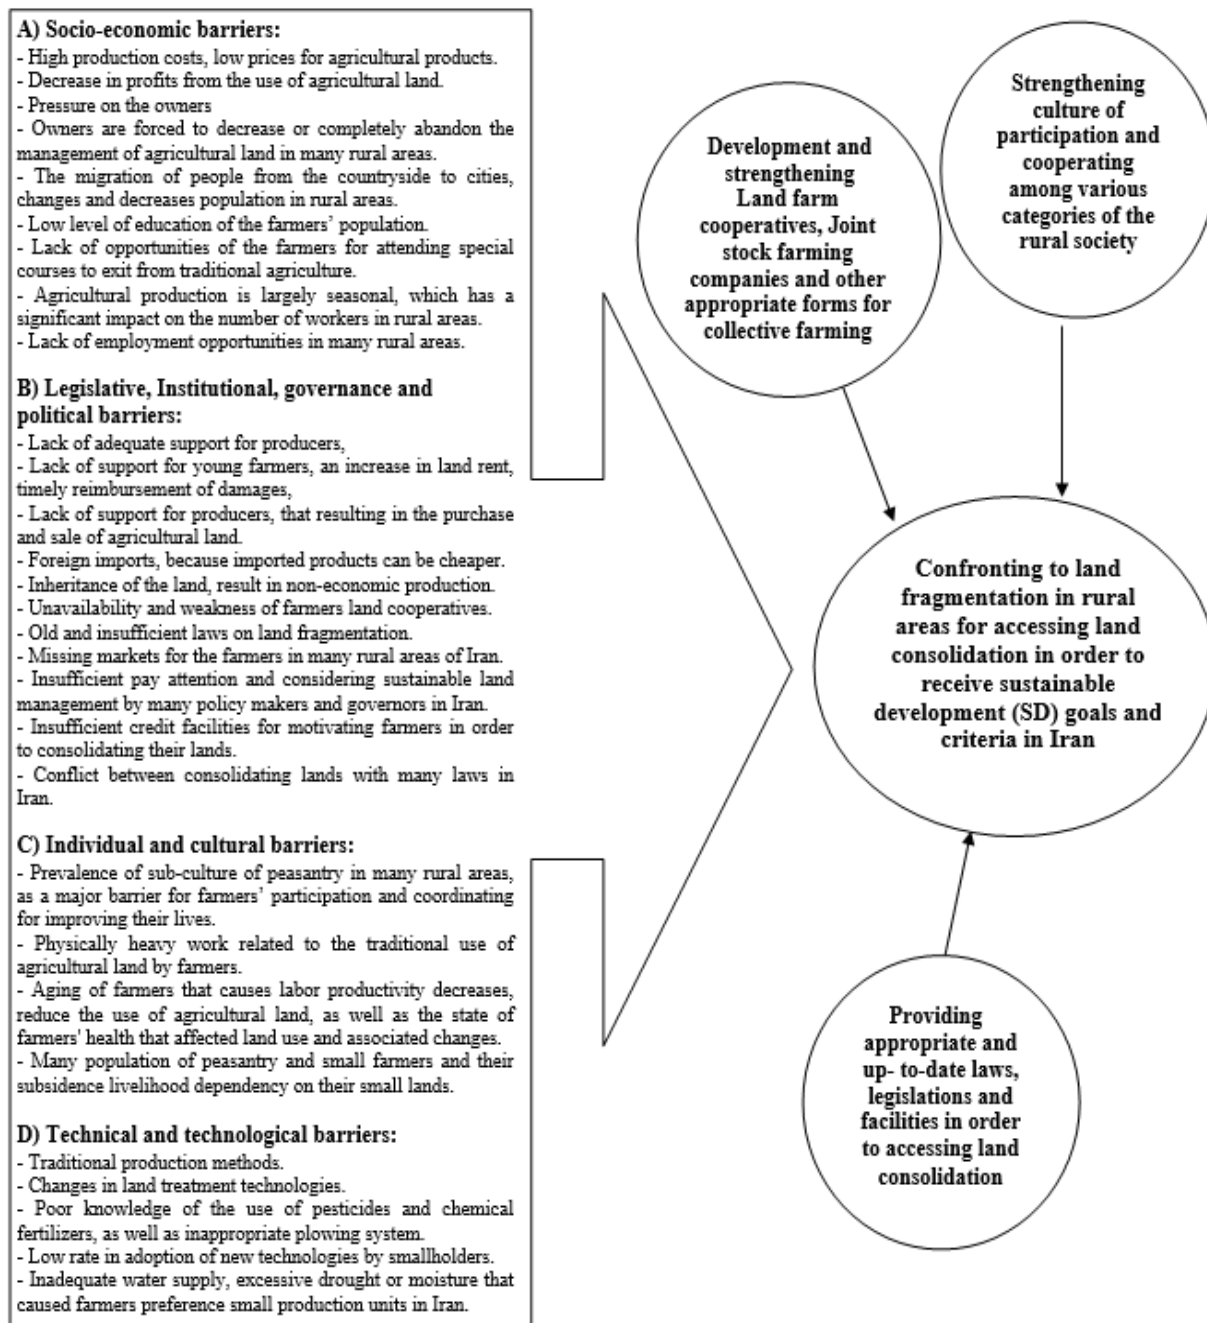 A) Socio-economic barriers:
- High production costs, low prices for agricultural products.
- Decrease in profits from the use of agricultural land.
- Pressure on the owners
- Owners are forced to decrease or completely abandon the
management of agricultural land in many rural areas.
- The migration of people from the countryside to cities,
changes and decreases population in rural areas.
- Low level of education of the farmers’ population.
- Lack of opportunities of the farmers for attending special
courses to exit from traditional agriculture.
- Agricultural production is largely seasonal, which has a
significant impact on the number of workers in rural areas.
- Lack of employment opportunities in many rural areas.
B) Legislative, Institutional, governance and
political barriers:
- Lack of adequate support for producers,
- Lack of support for young farmers, an increase in land rent,
timely reimbursement of damages,
- Lack of support for producers, that resulting in the purchase
and sale of agricultural land.
- Foreign imports, because imported products can be cheaper.
- Inheritance of the land, result in non-economic production.
- Unavailability and weakness of farmers land cooperatives.
- Old and insufficient laws on land fragmentation.
- Missing markets for the farmers in many rural areas of Iran.
- Insufficient pay attention and considering sustainable land
management by many policy makers and governors in Iran.
- Insufficient credit facilities for motivating farmers in order
to consolidating their lands.
- Conflict between consolidating lands with many laws in
Iran.
C) Individual and cultural barriers:
- Prevalence of sub-culture of peasantry in many rural areas,
as a major barrier for farmers’ participation and coordinating
for improving their lives.
- Physically heavy work related to the traditional use of
agricultural land by farmers.
- Aging of farmers that causes labor productivity decreases,
reduce the use of agricultural land, as well as the state of
farmers' health that affected land use and associated changes.
- Many population of peasantry and small farmers and their
subsidence livelihood dependency on their small lands.
D) Technical and technological barriers:
- Traditional production methods.
- Changes in land treatment technologies.
- Poor knowledge of the use of pesticides and chemical
fertilizers, as well as inappropriate plowing system.
- Low rate in adoption of new technologies by smallholders.
- Inadequate water supply, excessive drought or moisture that
caused farmers preference small production units in Iran.
Development and
strengthening
Land farm
cooperatives, Joint
stock farming
companies and other
appropriate forms for
collective farming
Strengthening
culture of
participation and
cooperating
among various
categories of the
rural society
Confronting to land
fragmentation in rural
areas for accessing land
consolidation in order to
receive sustainable
development (SD) goals and
criteria in Iran
Providing
appropriate and
up- to-date laws,
legislations and
facilities in order
to accessing land
consolidation